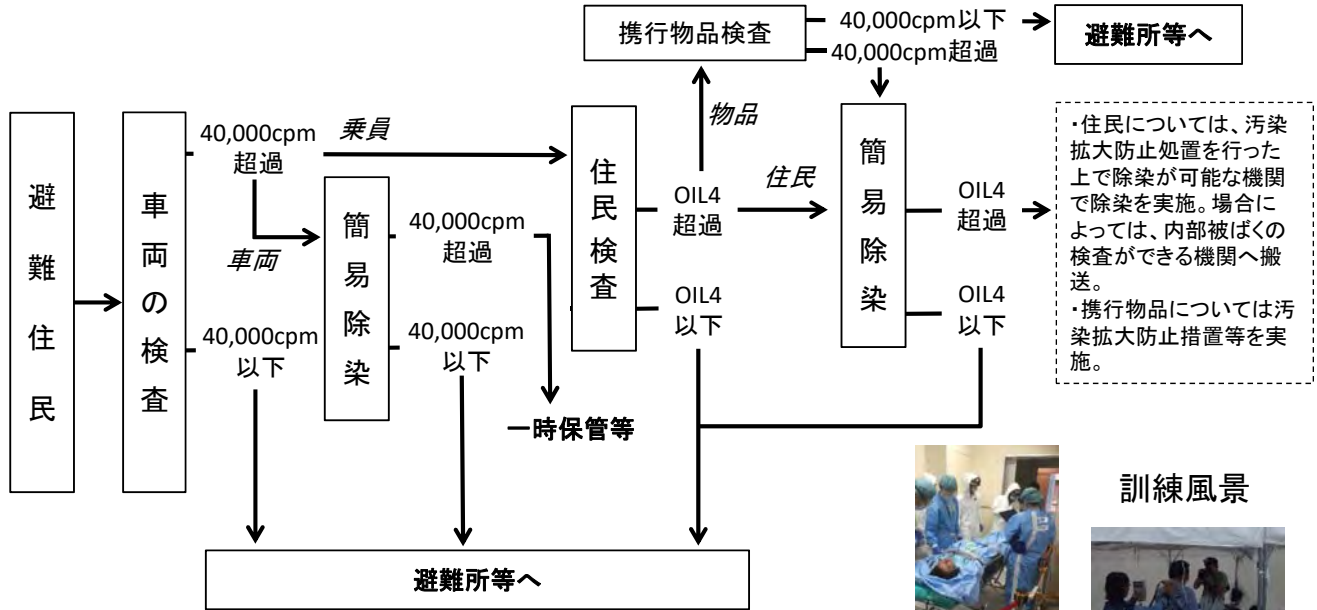 避難住民
車両の検査
40,000cpm
超過
乗員
車両
40,000cpm
以下
簡易除染
40,000cpm
超過
40,000cpm
以下
一時保管等
住民検査
OIL4
超過
OIL4
以下
物品
携行物品検査
40,000cpm以下
40,000cpm超過
避難所等へ
住民
簡易除染
OIL4
超過
OIL4
以下
・住民については、汚染
拡大防止処置を行った
上で除染が可能な機関
で除染を実施。場合に
よっては、内部被ばくの
検査ができる機関へ搬
送。
・携行物品については汚
染拡大防止措置等を実
施。
避難所等へ
訓練風景